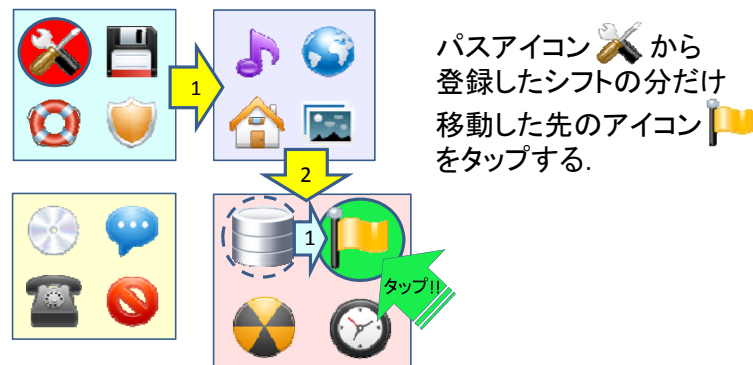 1
2
1
タップ!!
パスアイコン から
登録したシフトの分だけ
移動した先のアイコン
をタップする.